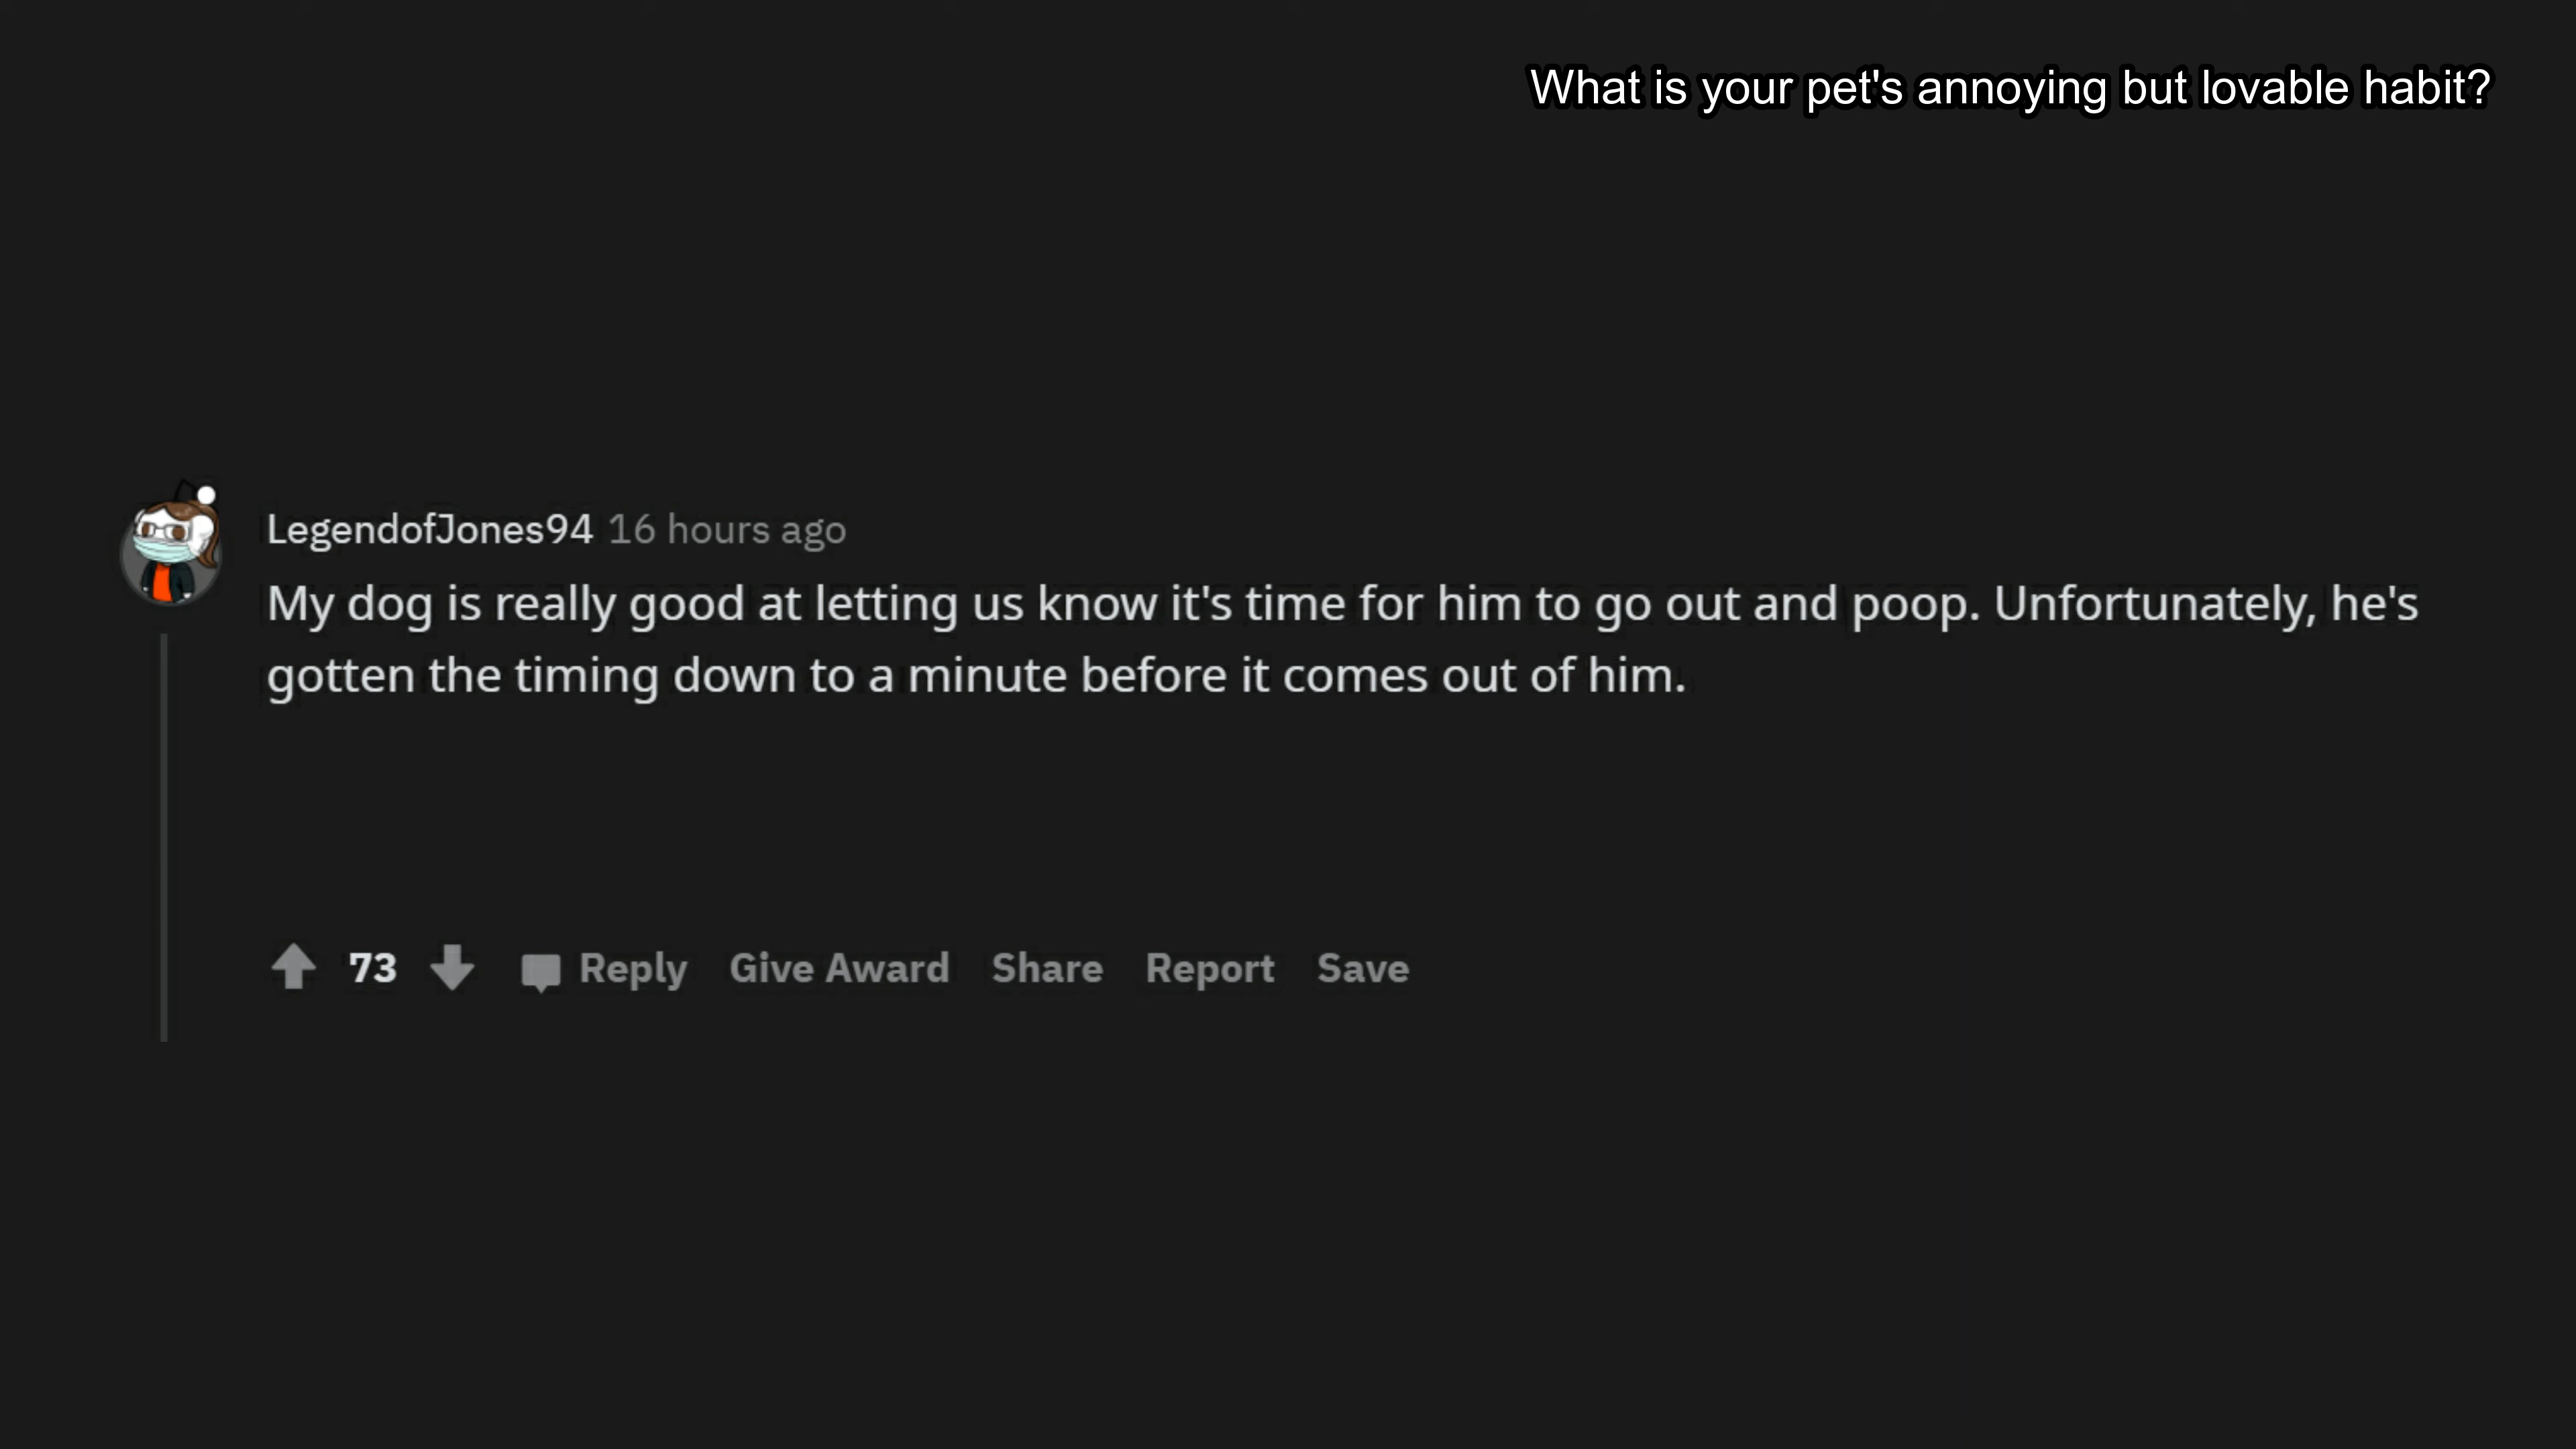 What is your pet's annoying but lovable habit?
LegendofJones94 16 hours ago
My dog is really good at letting us know it's time for him to go out and poop. Unfortunately, he's
gotten the timing down to a minute before it comes out of him.
73 Reply Give Award Share Report Save